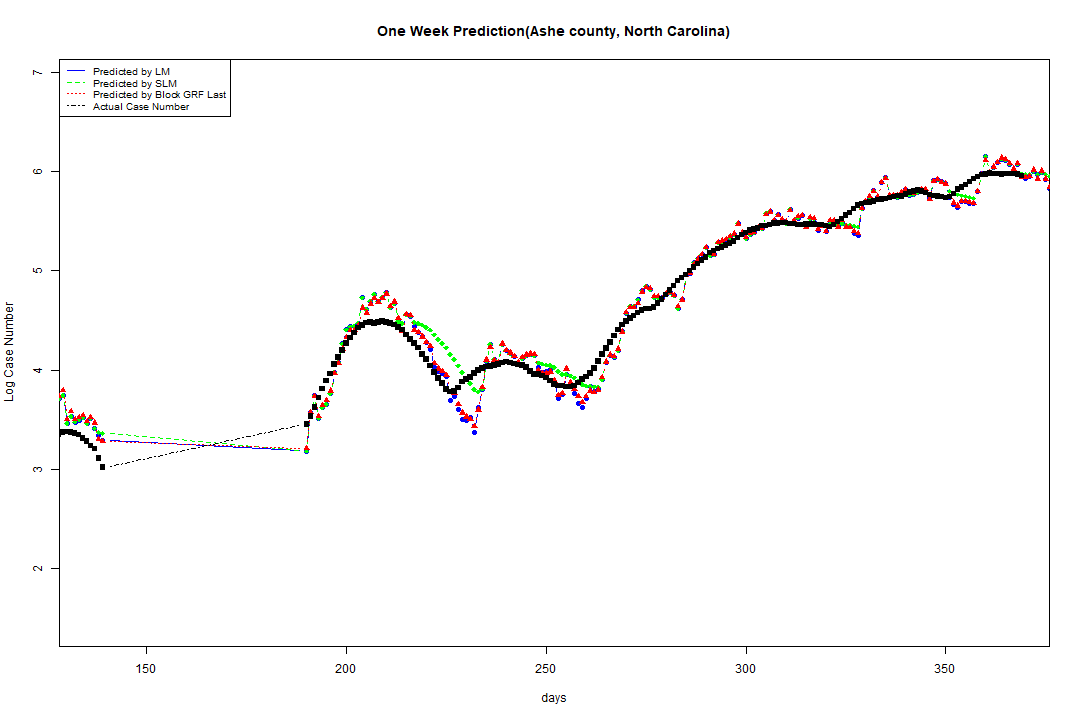 One Week Prediction(Ashe county, North Carolina)
Predicted by LM
Predicted by SLM
Predicted by Block GRF Last
Actual Case Number
7
6
5
4
3
2
Log Case Number
150 200 250 300 350
days